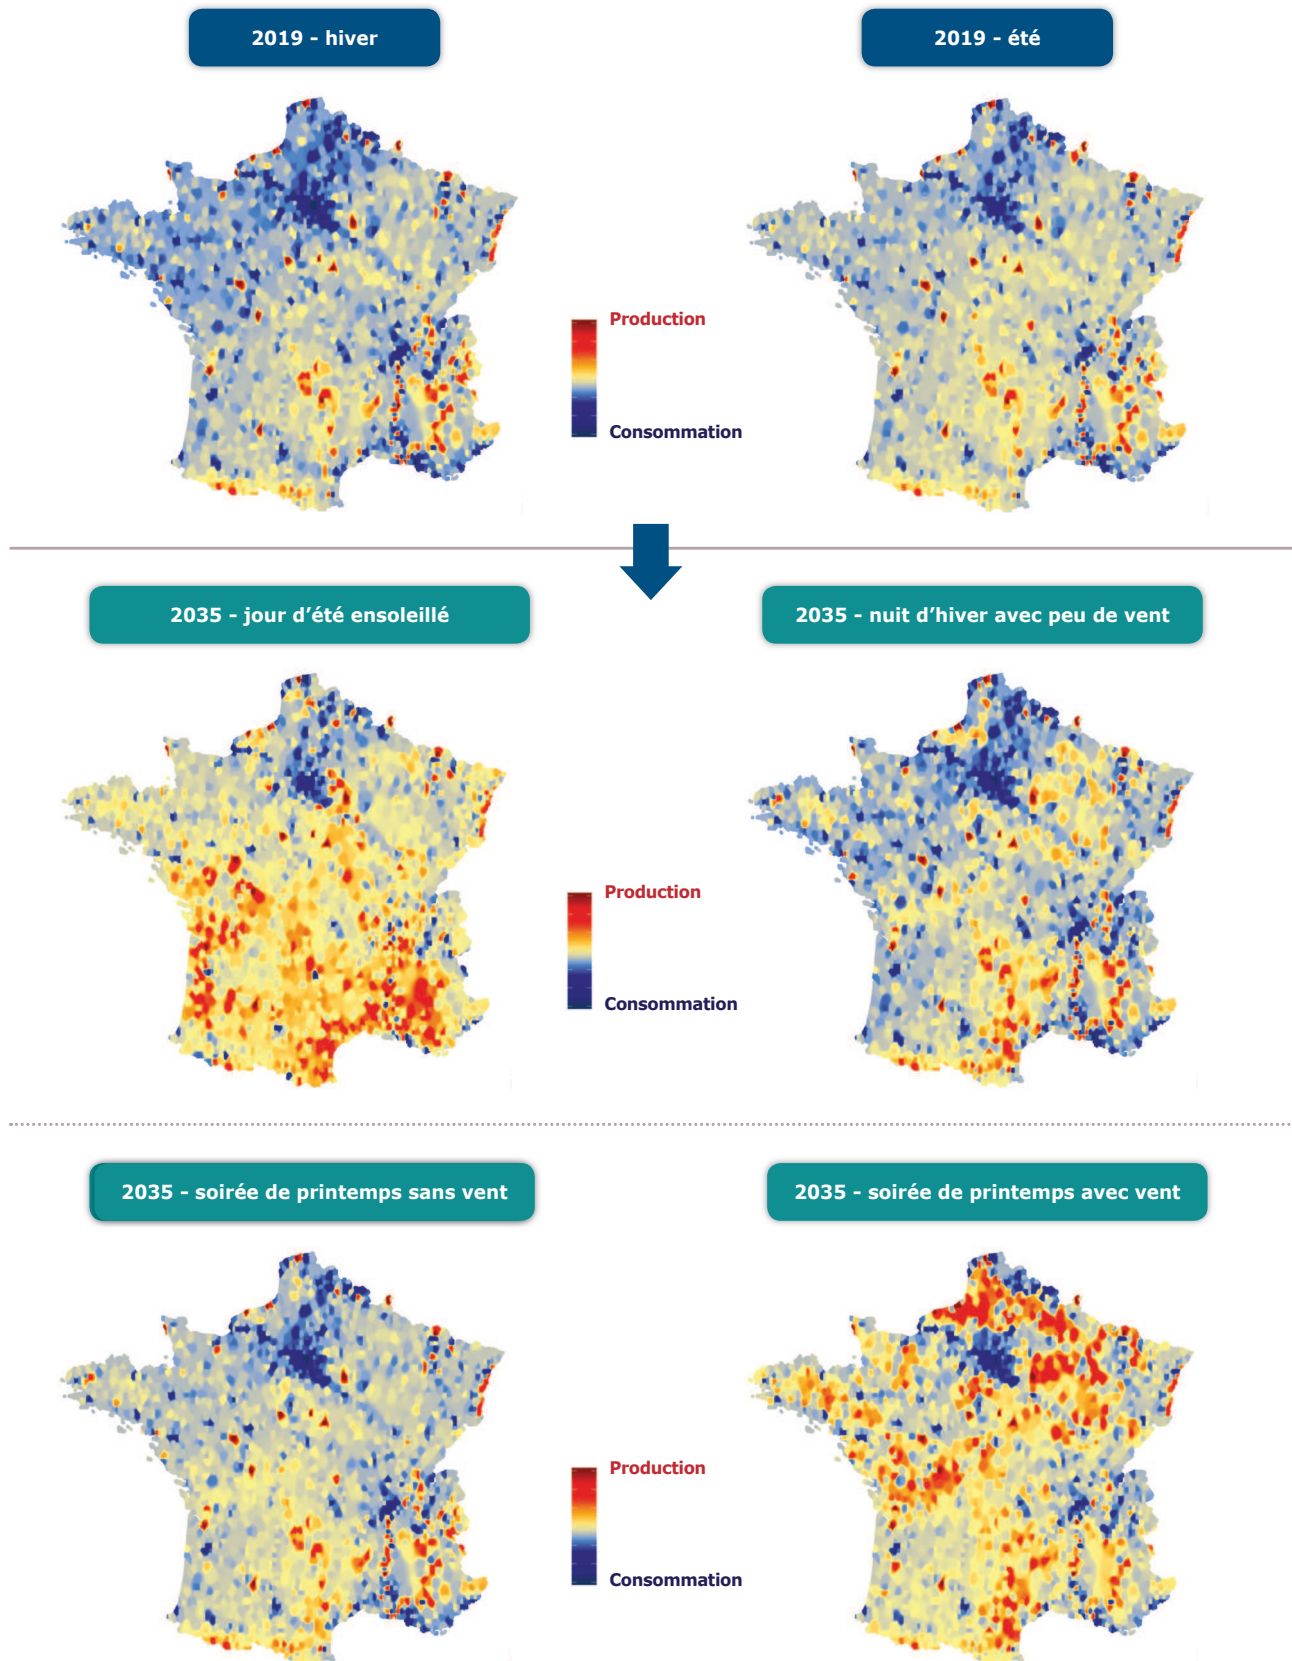 2019 - hiver
2019 - été
Production
Consommation
2035 - jour d'été ensoleillé
2035 - nuit d'hiver avec peu de vent
Production
Consommation
2035 - soirée de printemps sans vent
2035 - soirée de printemps avec vent
Production
Consommation